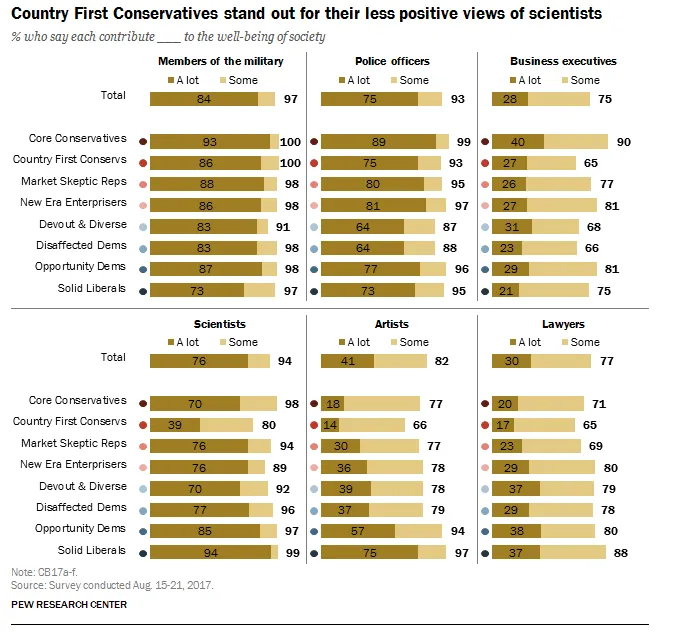 Country First Conservatives stand out for their less positive views of scientists
% who say each contribute ____ to the well-being of society
Members of the military Police officers Business executives
A lot Some A lot Some A lot Some
Total 84 97 75 93 28 75
Core Conservatives 93 100 89 99 40 90
Country First Conservs 86 100 75 93 27 65
Market Skeptic Reps 88 98 80 95 26 77
New Era Enterprisers 86 98 81 97 27 81
Devout & Diverse 83 91 64 87 31 68
Disaffected Dems 83 98 64 88 23 66
Opportunity Dems 87 98 77 96 29 81
Solid Liberals 73 97 73 95 21 75
Scientists Artists Lawyers
A lot Some A lot Some A lot Some
Total 76 94 41 82 30 77
Core Conservatives 70 98 18 77 20 71
Country First Conservs 39 80 14 66 17 65
Market Skeptic Reps 76 94 30 77 23 69
New Era Enterprisers 76 89 36 78 29 80
Devout & Diverse 70 92 39 78 37 79
Disaffected Dems 77 96 37 79 29 78
Opportunity Dems 85 97 57 94 38 80
Solid Liberals 94 99 75 97 37 88
Note: CB17a-f.
Source: Survey conducted Aug. 15-21, 2017.
PEW RESEARCH CENTER